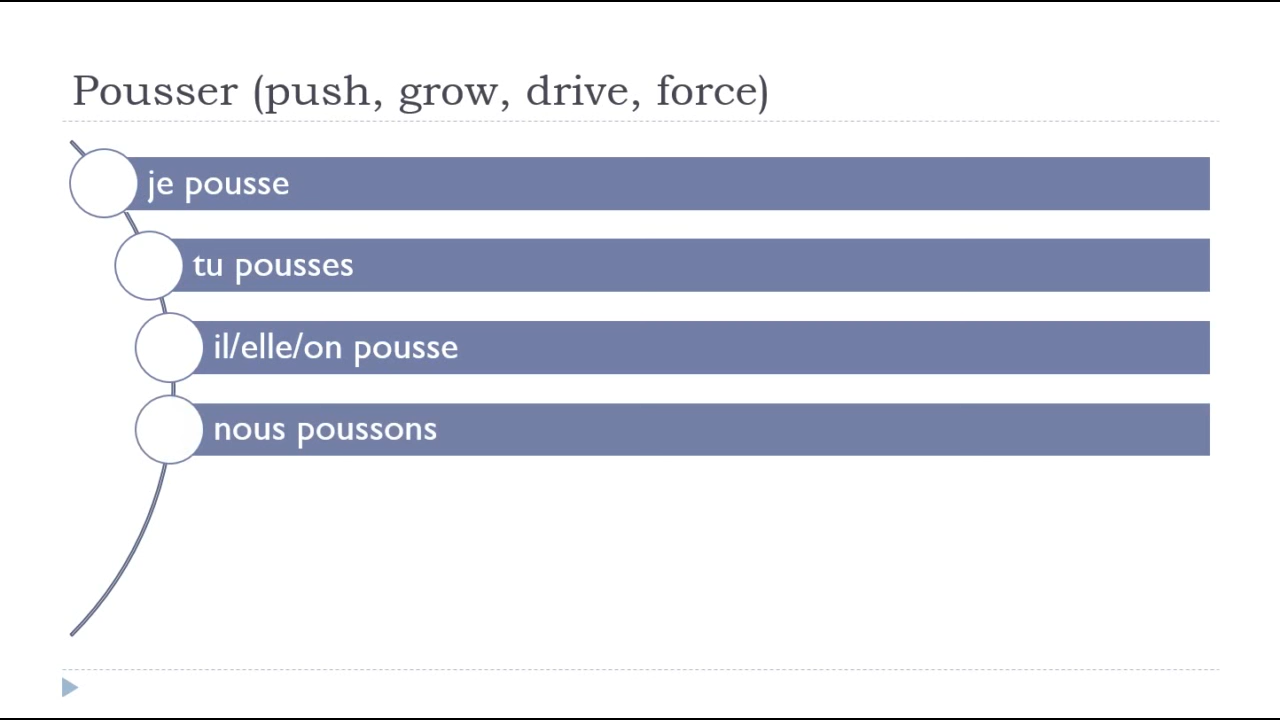 Pousser (push, grow, drive, force)
je pousse
tu pousses
il/elle/on pousse
nous poussons